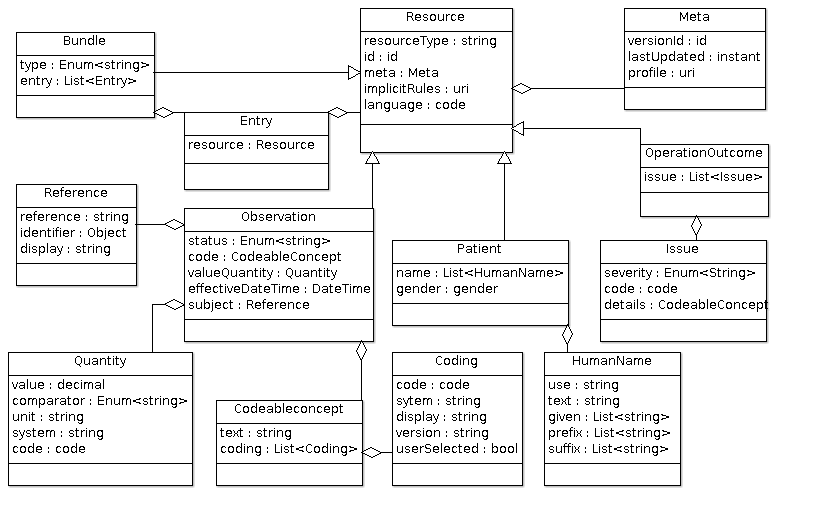 Bundle
type : Enum<string>
entry : List<Entry>
Resource
resourceType : string
id : id
meta : Meta
implicitRules : uri
language : code
Meta
versionId : id
lastUpdated : instant
profile : uri
Entry
resource : Resource
OperationOutcome
issue : List<Issue>
Reference
reference : string
identifier : Object
display : string
Observation
status : Enum<string>
code : CodeableConcept
valueQuantity : Quantity
effectiveDateTime : DateTime
subject : Reference
Patient
name : List<HumanName>
gender : gender
Issue
severity : Enum<String>
code : code
details : CodeableConcept
Quantity
value : decimal
comparator : Enum<string>
unit : string
system : string
code : code
Codeableconcept
text : string
coding : List<Coding>
Coding
code : code
sytem : string
display : string
version : string
userSelected : bool
HumanName
use : string
text : string
given : List<string>
prefix : List<string>
suffix : List<string>